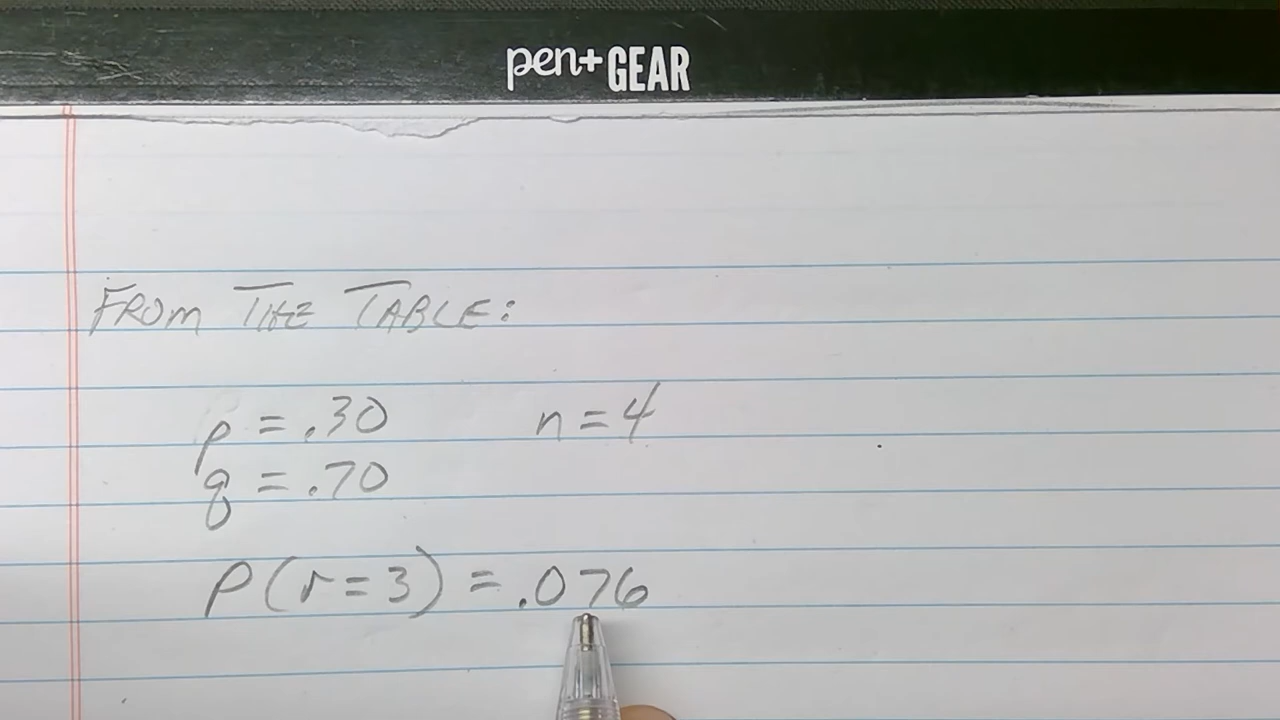 pen+GEAR
FROM THE TABLE:
p = .30 n = 4
q = .70
P(r = 3) = .076